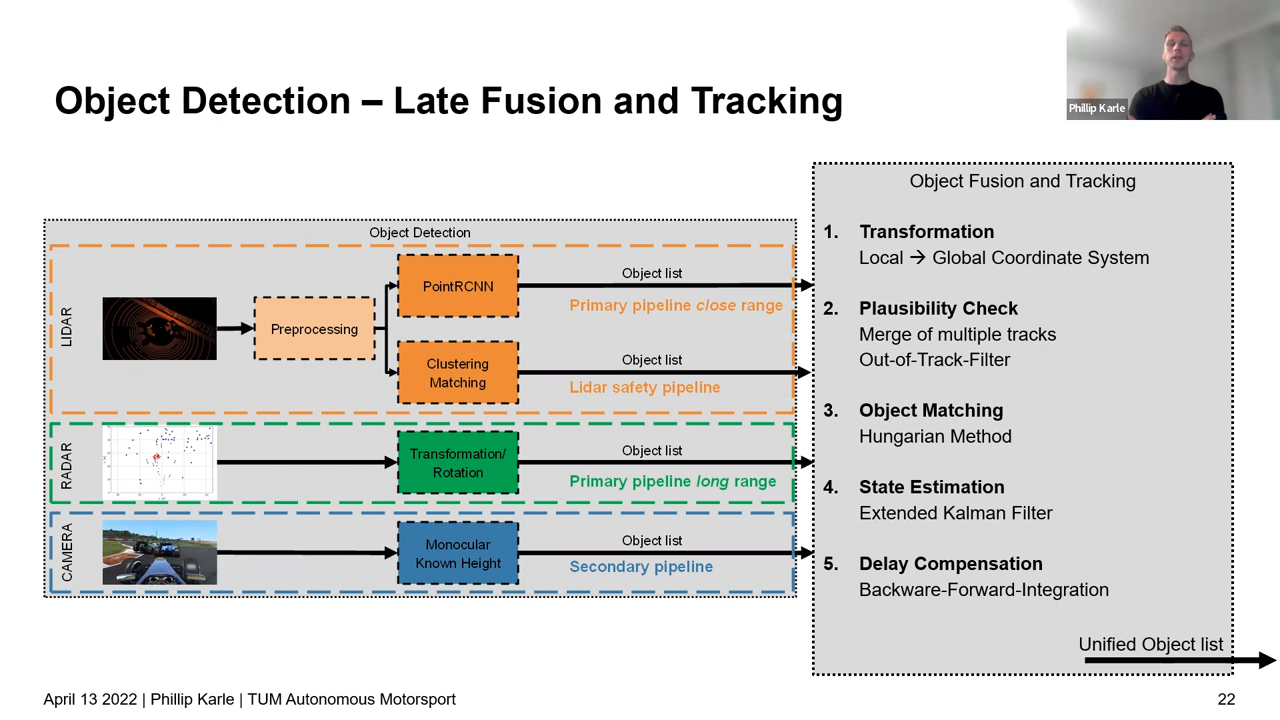 Phillip Karle
Object Detection – Late Fusion and Tracking
Object Detection
LIDAR
Preprocessing
PointRCNN
Object list
Primary pipeline close range
Clustering
Matching
Object list
Lidar safety pipeline
RADAR
Transformation/
Rotation
Object list
Primary pipeline long range
CAMERA
Monocular
Known Height
Object list
Secondary pipeline
Object Fusion and Tracking
1. Transformation
Local → Global Coordinate System
2. Plausibility Check
Merge of multiple tracks
Out-of-Track-Filter
3. Object Matching
Hungarian Method
4. State Estimation
Extended Kalman Filter
5. Delay Compensation
Backware-Forward-Integration
Unified Object list
April 13 2022 | Phillip Karle | TUM Autonomous Motorsport
22